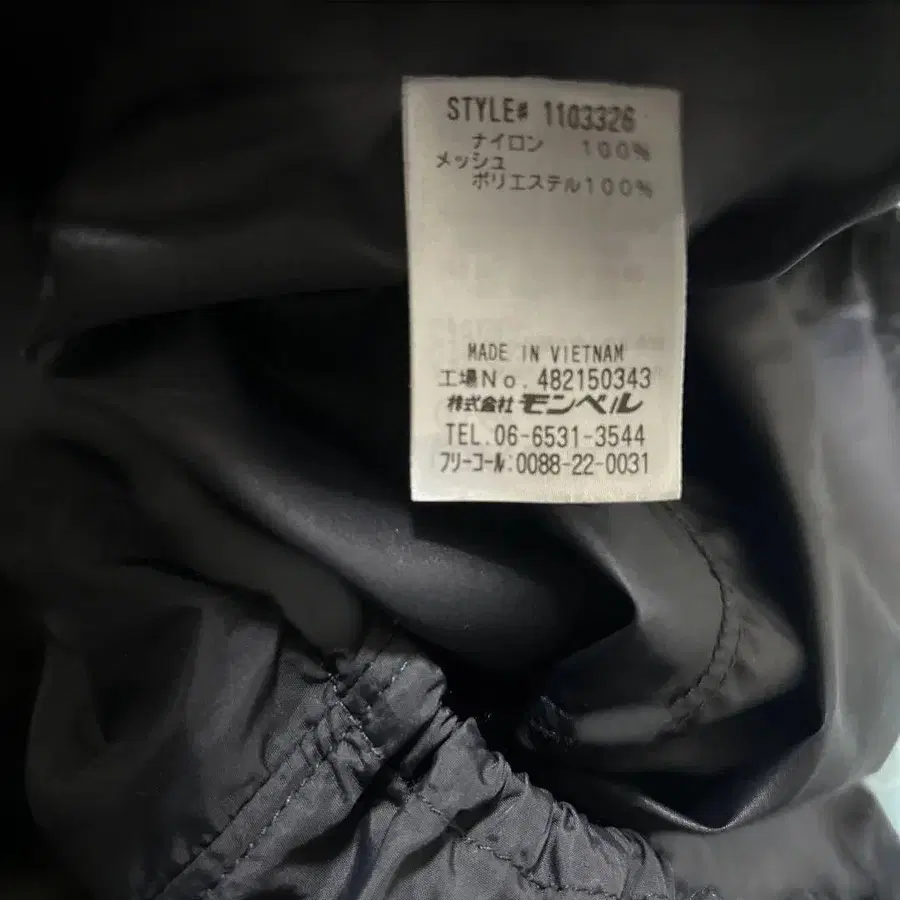 STYLE# 1103326
ナイロン 100%
メッシュ
ポリエステル100%
MADE IN VIETNAM
工場No. 482150343
株式会社モンベル
TEL.06-6531-3544
フリーコール:0088-22-0031